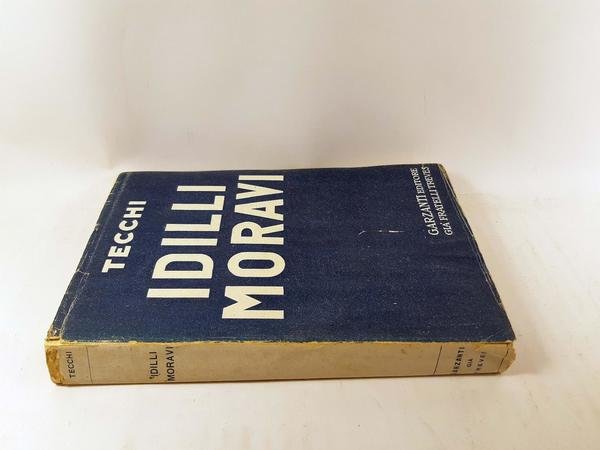 TECCHI
IDILLI
MORAVI
GARZANTI EDITORE
GIÀ FRATELLI TREVES
TECCHI
IDILLI
MORAVI
GARZANTI
GIÀ
TREVES